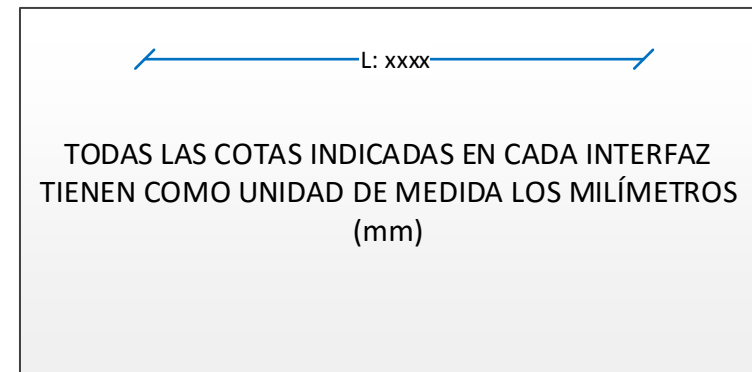 L: xxxx
TODAS LAS COTAS INDICADAS EN CADA INTERFAZ
TIENEN COMO UNIDAD DE MEDIDA LOS MILÍMETROS
(mm)